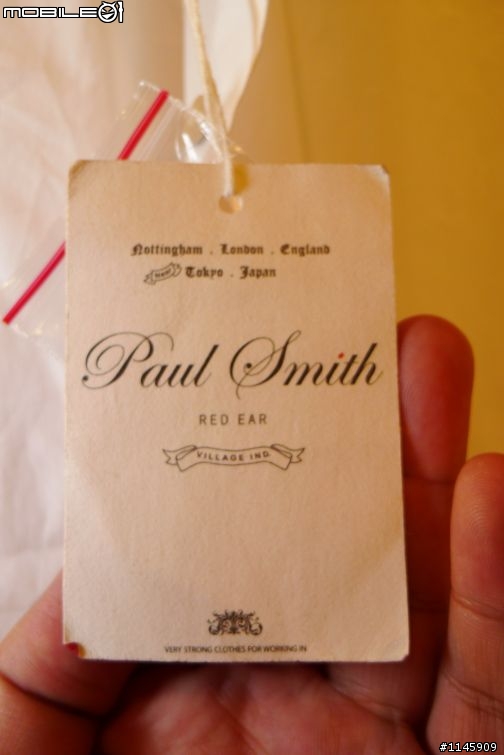 MOBILE01
Nottingham . London . England
Tokyo . Japan
Paul Smith
RED EAR
VILLAGE IND
VERY STRONG CLOTHES FOR WORKING IN
#1145909